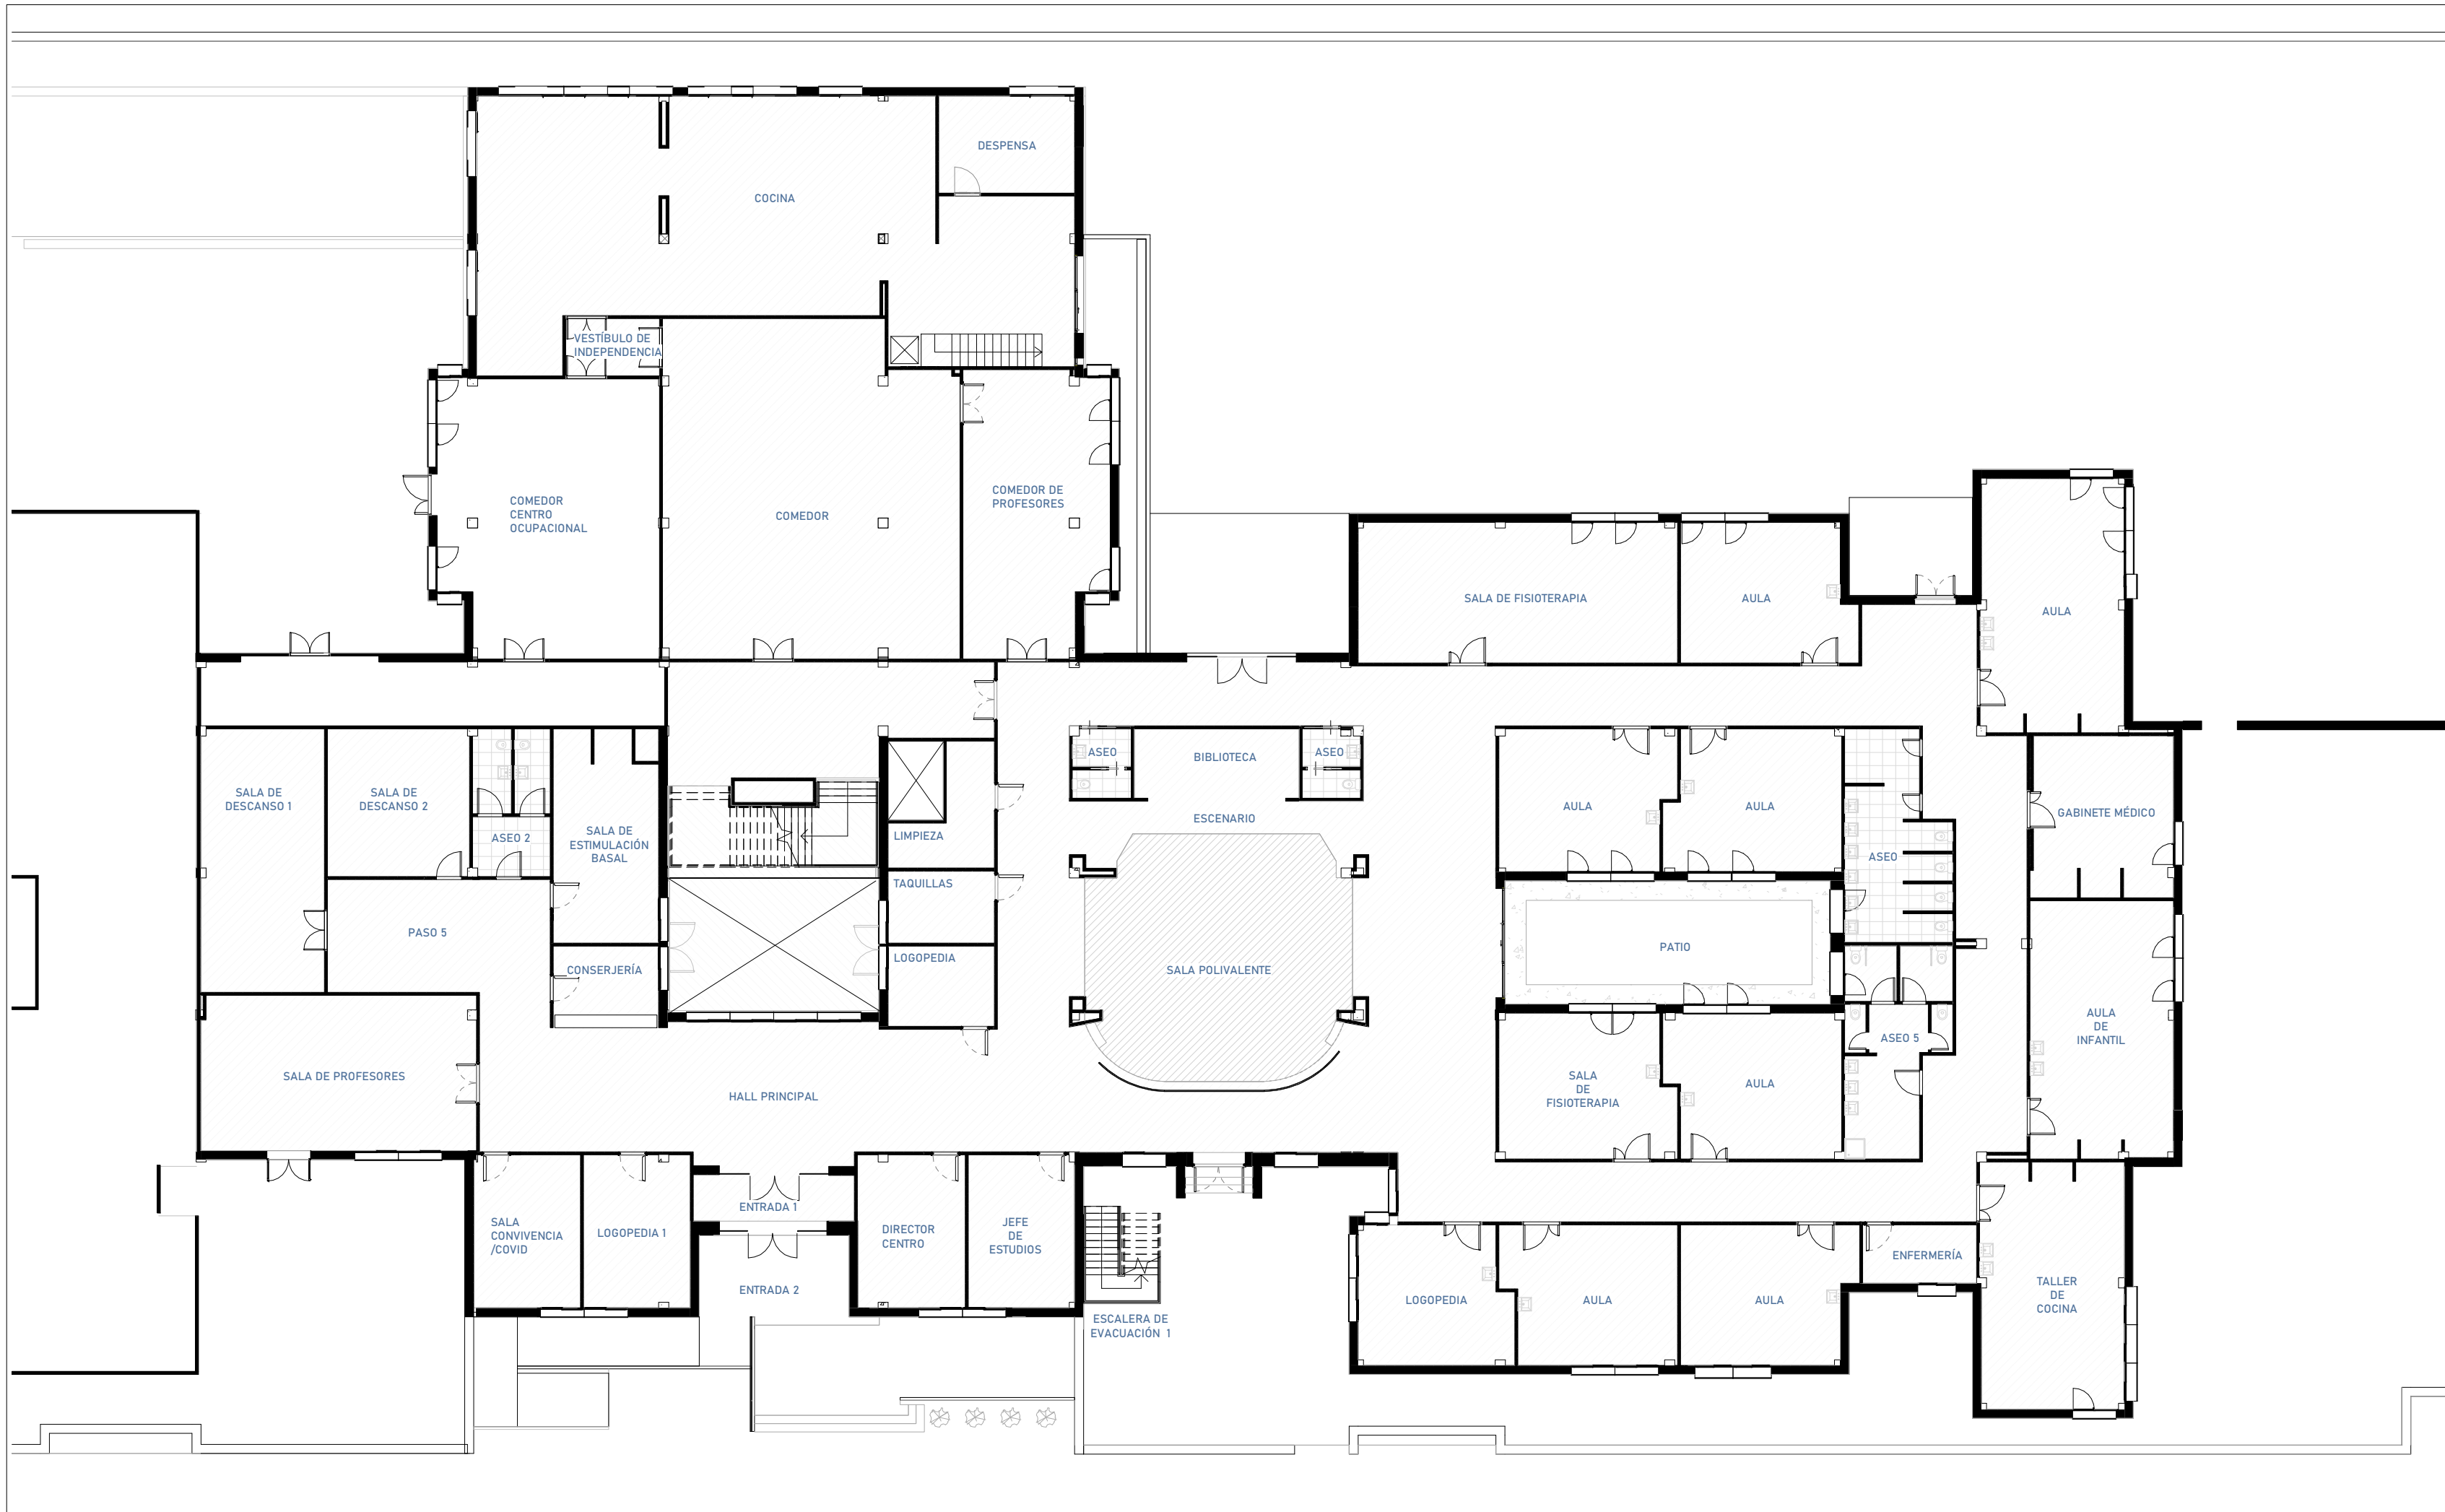 DESPENSA
COCINA
VESTÍBULO DE
INDEPENDENCIA
COMEDOR
CENTRO
OCUPACIONAL
COMEDOR
COMEDOR DE
PROFESORES
SALA DE FISIOTERAPIA
AULA
AULA
ASEO
BIBLIOTECA
ASEO
SALA DE
DESCANSO 1
SALA DE
DESCANSO 2
ASEO 2
SALA DE
ESTIMULACIÓN
BASAL
LIMPIEZA
ESCENARIO
AULA
AULA
ASEO
GABINETE MÉDICO
TAQUILLAS
PASO 5
CONSERJERÍA
LOGOPEDIA
SALA POLIVALENTE
PATIO
AULA
DE
INFANTIL
ASEO 5
SALA DE PROFESORES
HALL PRINCIPAL
SALA
DE
FISIOTERAPIA
AULA
SALA
CONVIVENCIA
/COVID
LOGOPEDIA 1
ENTRADA 1
DIRECTOR
CENTRO
JEFE
DE
ESTUDIOS
ENTRADA 2
ESCALERA DE
EVACUACIÓN 1
LOGOPEDIA
AULA
AULA
ENFERMERÍA
TALLER
DE
COCINA